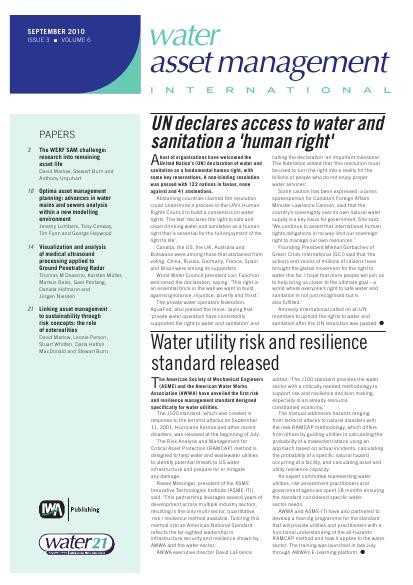 SEPTEMBER 2010
ISSUE 3 ■ VOLUME 6
water
asset management
INTERNATIONAL
PAPERS
2 The WERF SAM challenge:
research into remaining
asset life
David Marlow, Stewart Burn and
Anthony Urquhart
10 Optima asset management
planning: advances in water
mains and sewers analysis
within a new modelling
environment
Jeremy Lumbers, Tony Conway,
Tim Fynn and George Heywood
14 Visualization and analysis
of medical ultrasound
processing applied to
Ground Penetrating Radar
Thomas M Deserno, Karsten Müller,
Markus Reiss, Gael Pentang,
Daniela Hofmann and
Jürgen Niessen
21 Linking asset management
to sustainability through
risk concepts: the role
of externalities
David Marlow, Leonie Pearson,
Stuart Whitten, Darla Hatton
MacDonald and Stewart Burn
IWA Publishing
water21
UN declares access to water and
sanitation a 'human right'
A host of organisations have welcomed the
United Nation's (UN) declaration of water and
sanitation as a fundamental human right, with
some key reservations. A non-binding resolution
was passed with 122 nations in favour, none
against and 41 abstentions.
Abstaining countries claimed the resolution
could undermine a process in the UN's Human
Rights Council to build a consensus on water
rights. The text 'declares the right to safe and
clean drinking water and sanitation as a human
right that is essential for the full enjoyment of the
right to life'.
Canada, the US, the UK, Australia and
Botswana were among those that abstained from
voting. China, Russia, Germany, France, Spain
and Brazil were among its supporters.
World Water Council president Loïc Fauchon
welcomed the declaration, saying: 'This right is
an essential brick in the wall we want to build
against ignorance, injustice, poverty and thirst.'
The private water operators federation,
AquaFed, also praised the move, saying that
'private water operators have consistently
supported the right to water and sanitation' and
calling the declaration 'an important milestone'.
The federation added that 'this resolution must
be used to turn the right into a reality for the
billions of people who do not enjoy proper
water services'.
Some caution has been expressed: a press
spokesperson for Canada's Foreign Affairs
Minister Lawrence Cannon, said that the
country's sovereignty over its own natural water
supply is a key issue for government. She said:
'We continue to assert that international human
rights obligations in no way limit our sovereign
right to manage our own resources.'
Founding President Mikhail Gorbachev of
Green Cross International (GCI) said that 'the
actions and voices of millions of citizens have
brought the global movement for the right to
water this far. I hope that more people will join us
to help bring us closer to the ultimate goal – a
world where everyone's right to safe water and
sanitation is not just recognised but is
also fulfilled'.
Amnesty International called on all UN
members to uphold the right to water and
sanitation after the UN resolution was passed. ●
Water utility risk and resilience
standard released
The American Society of Mechanical Engineers
(ASME) and the American Water Works
Association (AWWA) have unveiled the first risk
and resilience management standard designed
specifically for water utilities.
The J100 standard, which was created in
response to the terrorist attacks on September
11, 2001, Hurricane Katrina and other recent
disasters, was released at the beginning of July.
The Risk Analysis and Management for
Critical Asset Protection (RAMCAP) method is
designed to help water and wastewater utilities
to identify potential threats to US water
infrastructure and prepare for or mitigate
any damage.
Reese Meisinger, president of the ASME
Innovative Technologies Institute (ASME-ITI),
said: 'This partnership leverages several years of
development across multiple industry sectors,
resulting in the only multi-sector, quantitative
risk / resilience method available. Tailoring this
method into an American National Standard
reflects the far-sighted leadership in
infrastructure security and resilience shown by
AWWA and the water sector.'
AWWA executive director David LaFrance
added: 'The J100 standard provides the water
sector with a critically needed methodology to
support risk and resilience decision making,
especially in an already resource
constrained economy.'
The manual addresses hazards ranging
from terrorist attacks to natural disasters with
the new RAMCAP methodology, which differs
from others by guiding utilities in calculating the
probability of a malevolent attack using an
approach based on actual incidents, calculating
the probability of a specific natural hazard
occurring at a facility, and calculating asset and
utility resilience capacity.
An expert committee representing water
utilities, risk assessment practitioners and
government agencies spent 18 months ensuring
the standard considered specific water
sector needs.
AWWA and ASME-ITI have also partnered to
develop a training programme for the standard
that will provide utilities and practitioners with a
functional understanding of the all-hazards
RAMCAP method and how it applies to the water
sector. The training was launched in late July
through AWWA's E-Learning platform. ●